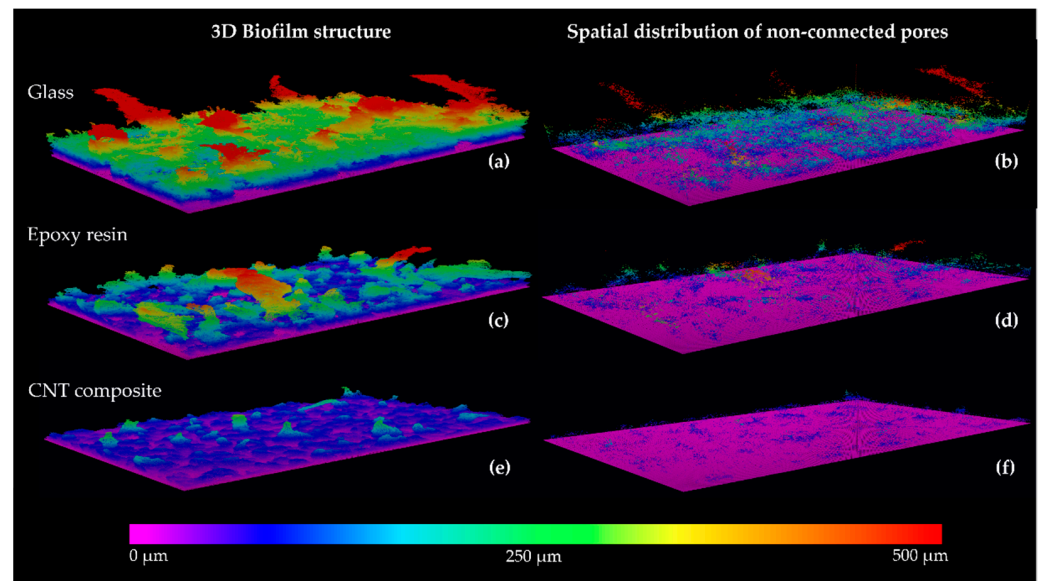 3D Biofilm structure
Spatial distribution of non-connected pores
Glass
(a)
(b)
Epoxy resin
(c)
(d)
CNT composite
(e)
(f)
0 μm
250 μm
500 μm